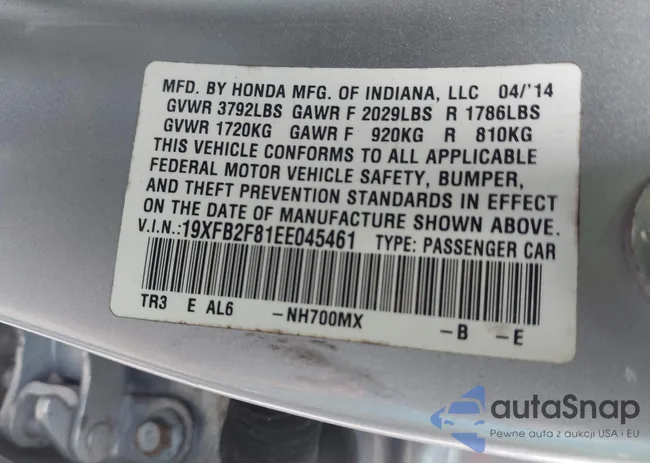 MFD. BY HONDA MFG. OF INDIANA, LLC 04/'14
GVWR 3792LBS GAWR F 2029LBS R 1786LBS
GVWR 1720KG GAWR F 920KG R 810KG
THIS VEHICLE CONFORMS TO ALL APPLICABLE
FEDERAL MOTOR VEHICLE SAFETY, BUMPER,
AND THEFT PREVENTION STANDARDS IN EFFECT
ON THE DATE OF MANUFACTURE SHOWN ABOVE.
V.I.N.:19XFB2F81EE045461 TYPE: PASSENGER CAR
TR3 E AL6 -NH700MX -B -E
autaSnap
Pewne auta z aukcji USA i EU